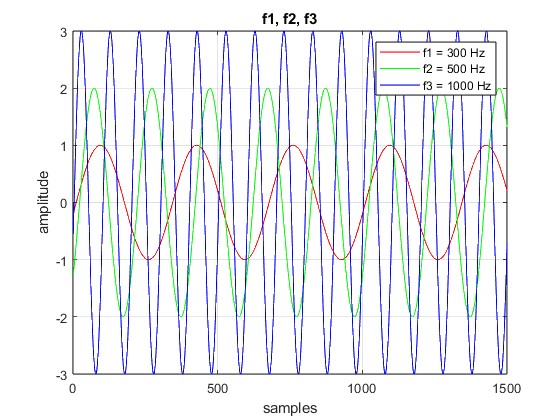 f1, f2, f3
f1 = 300 Hz
f2 = 500 Hz
f3 = 1000 Hz
3
2
1
0
-1
-2
-3
amplitude
0
500
1000
1500
samples